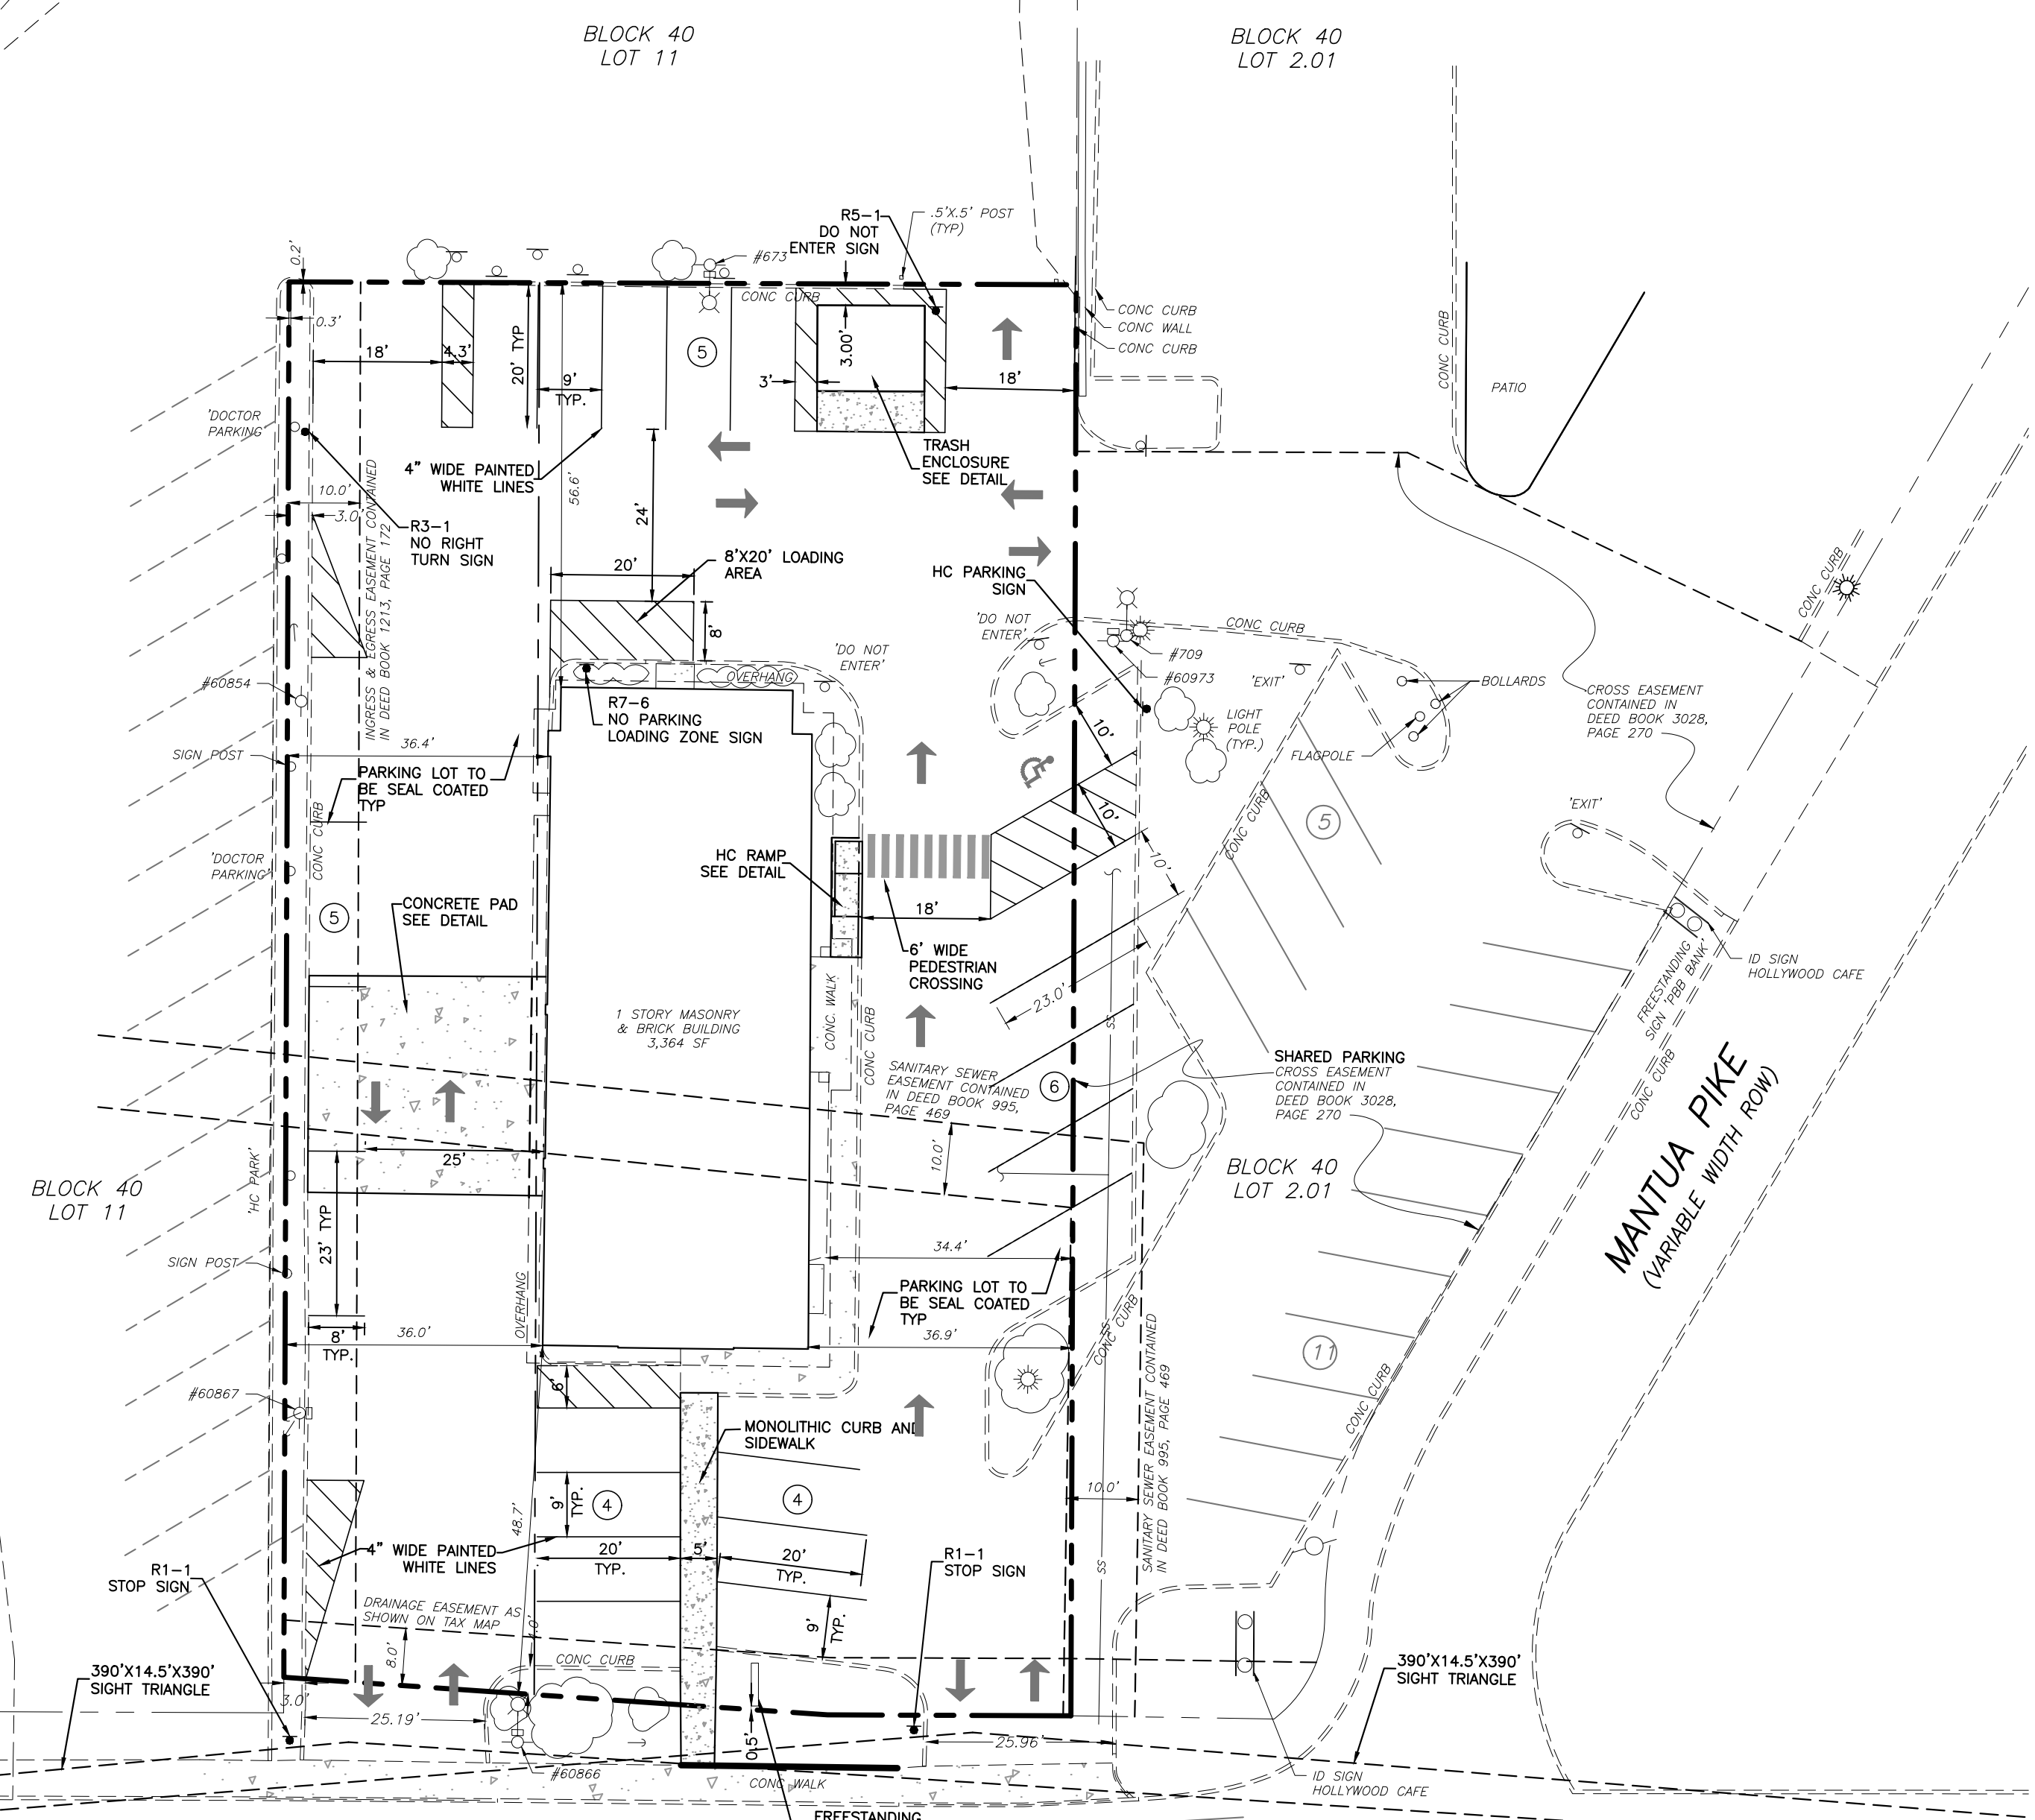 BLOCK 40
LOT 11
BLOCK 40
LOT 2.01
R5-1
DO NOT
ENTER SIGN
.5'X.5' POST
(TYP)
#673
0.2'
0.3'
CONC CURB
CONC CURB
CONC WALL
CONC CURB
CONC CURB
PATIO
18'
4.3'
20' TYP
9'
TYP.
5
3'
3.00'
18'
'DOCTOR
PARKING'
4" WIDE PAINTED
WHITE LINES
56.6'
TRASH
ENCLOSURE
SEE DETAIL
10.0'
3.0'
INGRESS & EGRESS EASEMENT CONTAINED
IN DEED BOOK 1213, PAGE 172
R3-1
NO RIGHT
TURN SIGN
24'
20'
8'X20' LOADING
AREA
8'
HC PARKING
SIGN
'DO NOT
ENTER'
'DO NOT
ENTER'
CONC CURB
CONC CURB
#709
#60973
'EXIT'
BOLLARDS
CROSS EASEMENT
CONTAINED IN
DEED BOOK 3028,
PAGE 270
LIGHT
POLE
(TYP.)
FLAGPOLE
#60854
OVERHANG
R7-6
NO PARKING
LOADING ZONE SIGN
36.4'
SIGN POST
PARKING LOT TO
BE SEAL COATED
TYP
10'
10'
10'
CONC CURB
5
'EXIT'
CONC CURB
'DOCTOR
PARKING'
HC RAMP
SEE DETAIL
18'
5
CONCRETE PAD
SEE DETAIL
6' WIDE
PEDESTRIAN
CROSSING
23.0'
SS
ID SIGN
HOLLYWOOD CAFE
FREESTANDING
SIGN 'PBB BANK'
CONC CURB
1 STORY MASONRY
& BRICK BUILDING
3,364 SF
CONC. WALK
CONC CURB
SANITARY SEWER
EASEMENT CONTAINED
IN DEED BOOK 995,
PAGE 469
6
SHARED PARKING
CROSS EASEMENT
CONTAINED IN
DEED BOOK 3028,
PAGE 270
MANTUA PIKE
(VARIABLE WIDTH ROW)
10.0'
25'
'HC PARK'
BLOCK 40
LOT 11
BLOCK 40
LOT 2.01
23' TYP
SIGN POST
34.4'
OVERHANG
PARKING LOT TO
BE SEAL COATED
TYP
8'
TYP.
36.0'
36.9'
SS
CONC CURB
SANITARY SEWER EASEMENT CONTAINED
IN DEED BOOK 995, PAGE 469
11
CONC CURB
#60867
6'
MONOLITHIC CURB AND
SIDEWALK
9'
TYP.
4
4
10.0'
48.7'
4" WIDE PAINTED
WHITE LINES
20'
TYP.
5'
20'
TYP.
R1-1
STOP SIGN
R1-1
STOP SIGN
SS
DRAINAGE EASEMENT AS
SHOWN ON TAX MAP
8.0'
9'
TYP.
CONC CURB
390'X14.5'X390'
SIGHT TRIANGLE
390'X14.5'X390'
SIGHT TRIANGLE
3.0'
25.19'
0.5'
25.96'
#60866
CONC WALK
ID SIGN
HOLLYWOOD CAFE
FREESTANDING